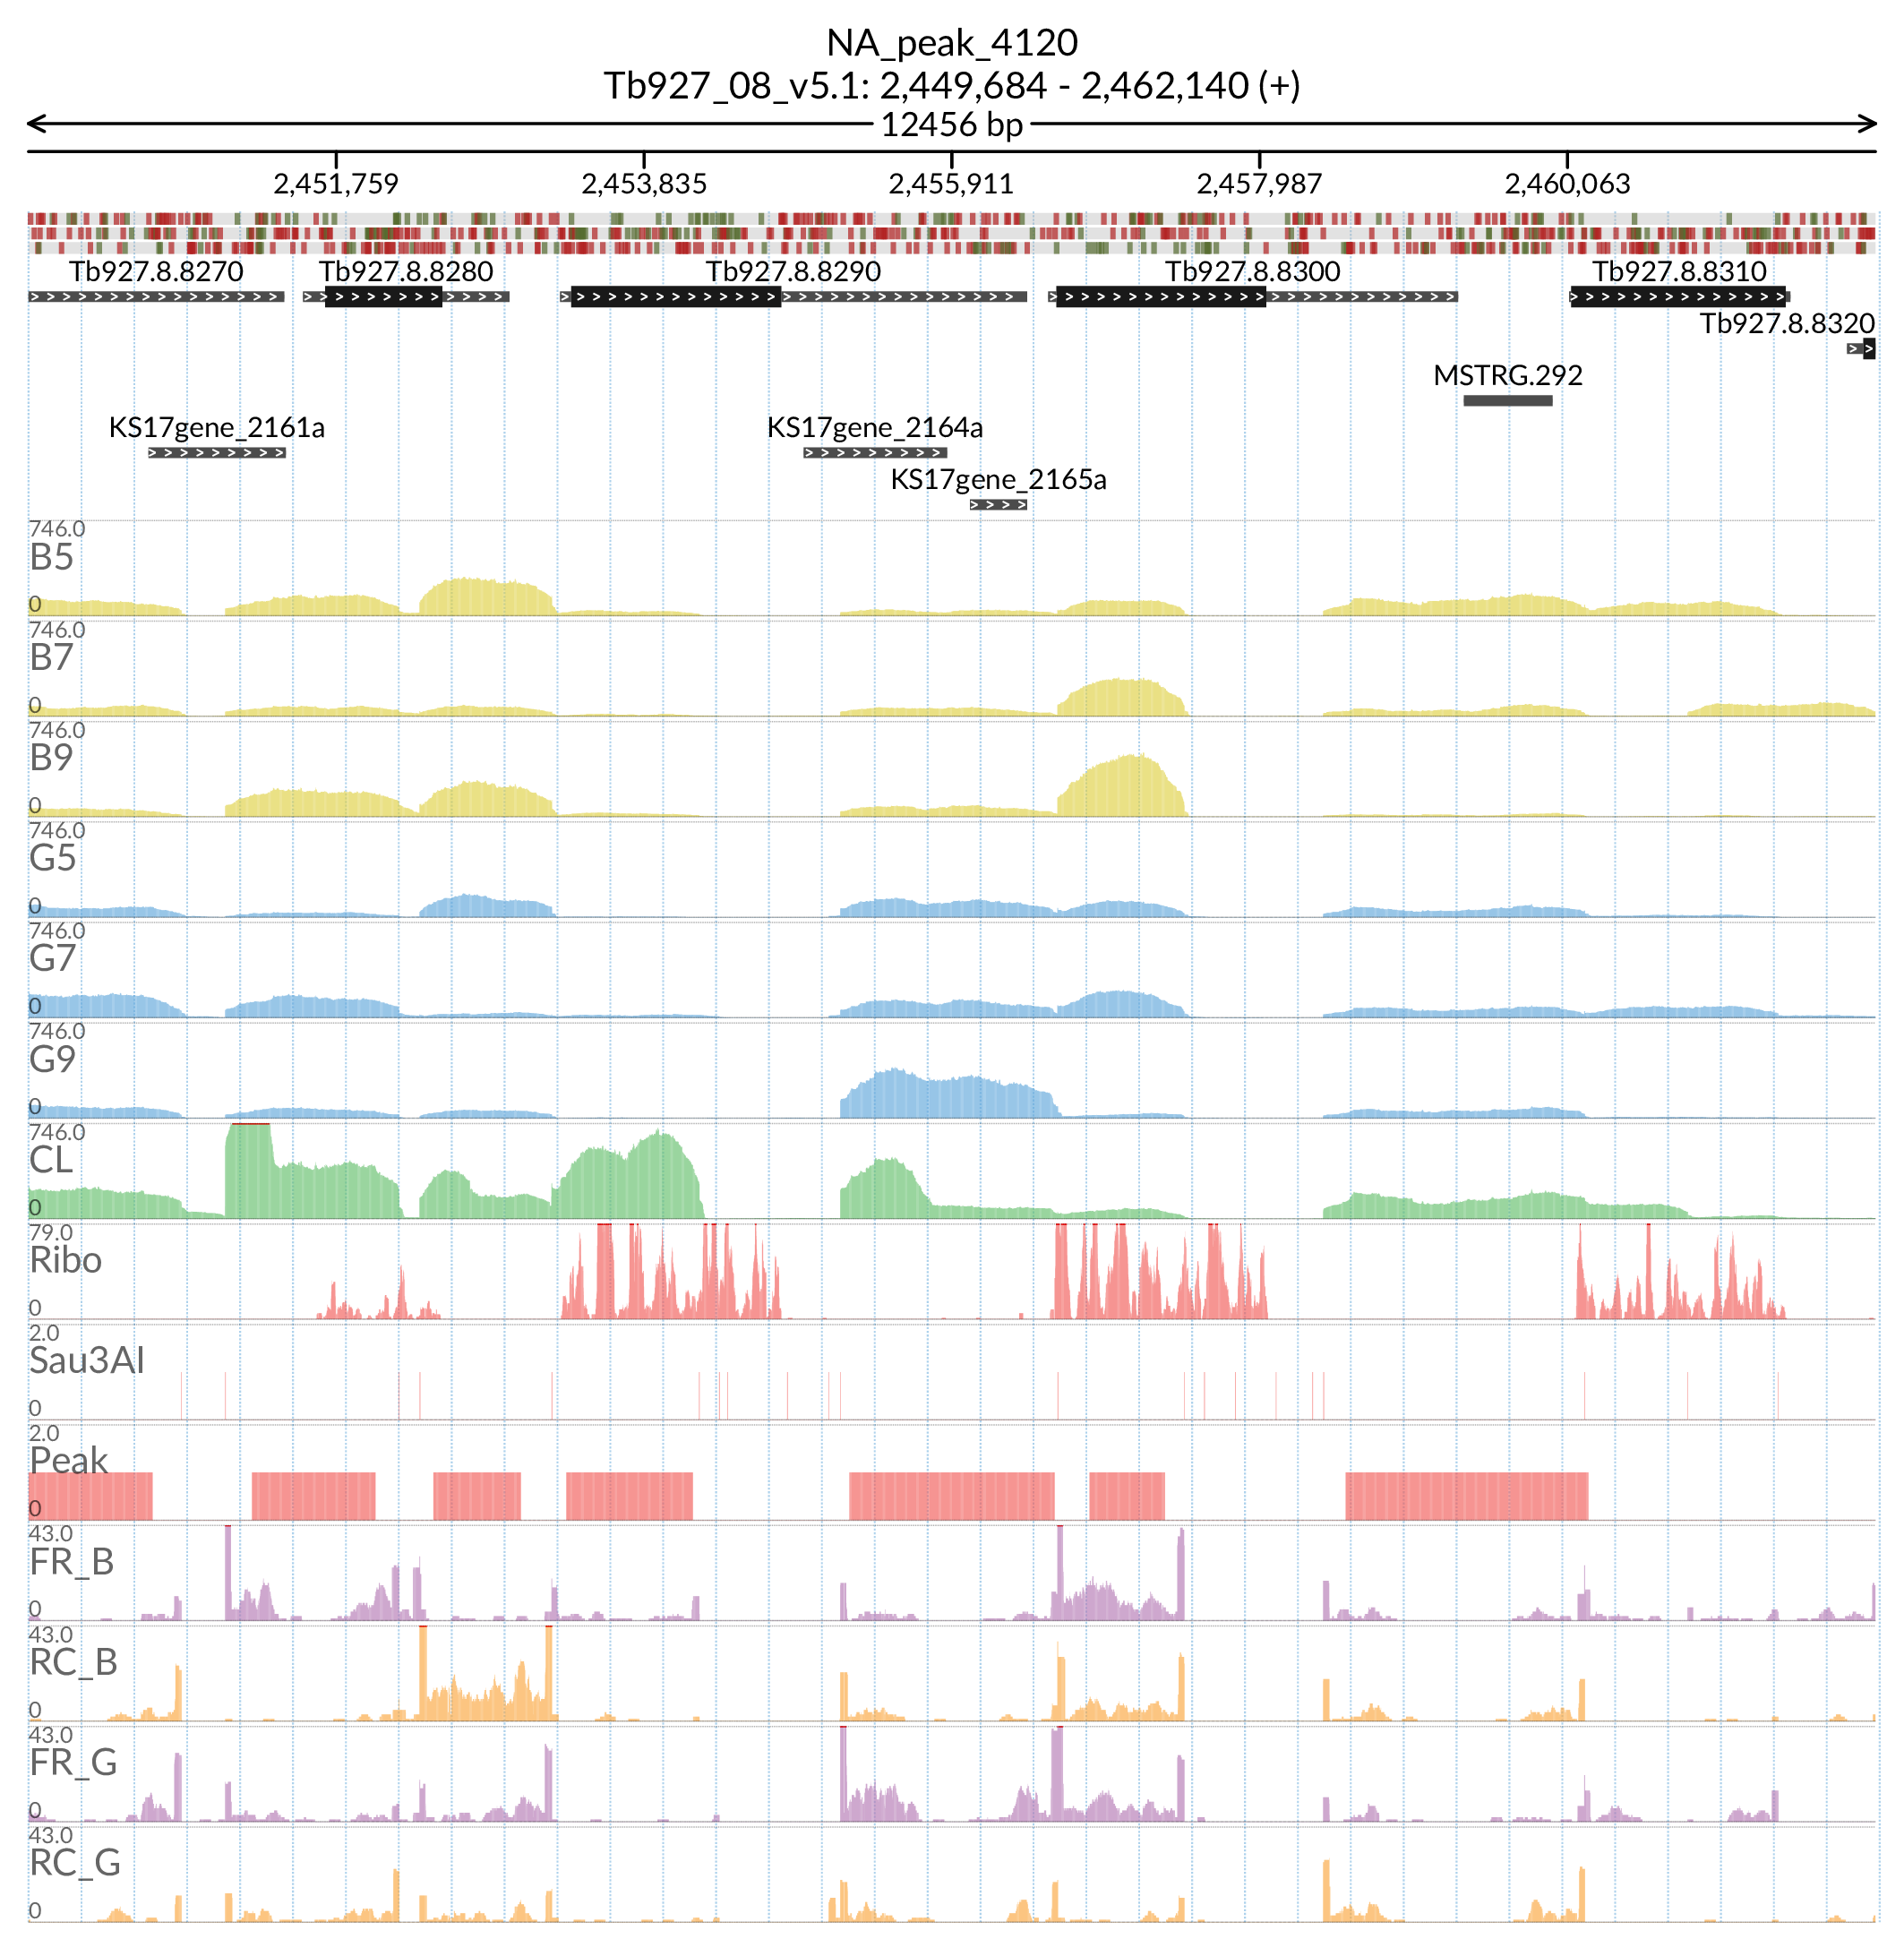 NA_peak_4120
Tb927_08_v5.1: 2,449,684 - 2,462,140 (+)
12456 bp
2,451,759 2,453,835 2,455,911 2,457,987 2,460,063
Tb927.8.8270 Tb927.8.8280 Tb927.8.8290 Tb927.8.8300 Tb927.8.8310
Tb927.8.8320
MSTRG.292
KS17gene_2161a KS17gene_2164a
KS17gene_2165a
746.0
B5
0
746.0
B7
0
746.0
B9
0
746.0
G5
0
746.0
G7
0
746.0
G9
0
746.0
CL
0
79.0
Ribo
0
2.0
Sau3AI
0
2.0
Peak
0
43.0
FR_B
0
43.0
RC_B
0
43.0
FR_G
0
43.0
RC_G
0